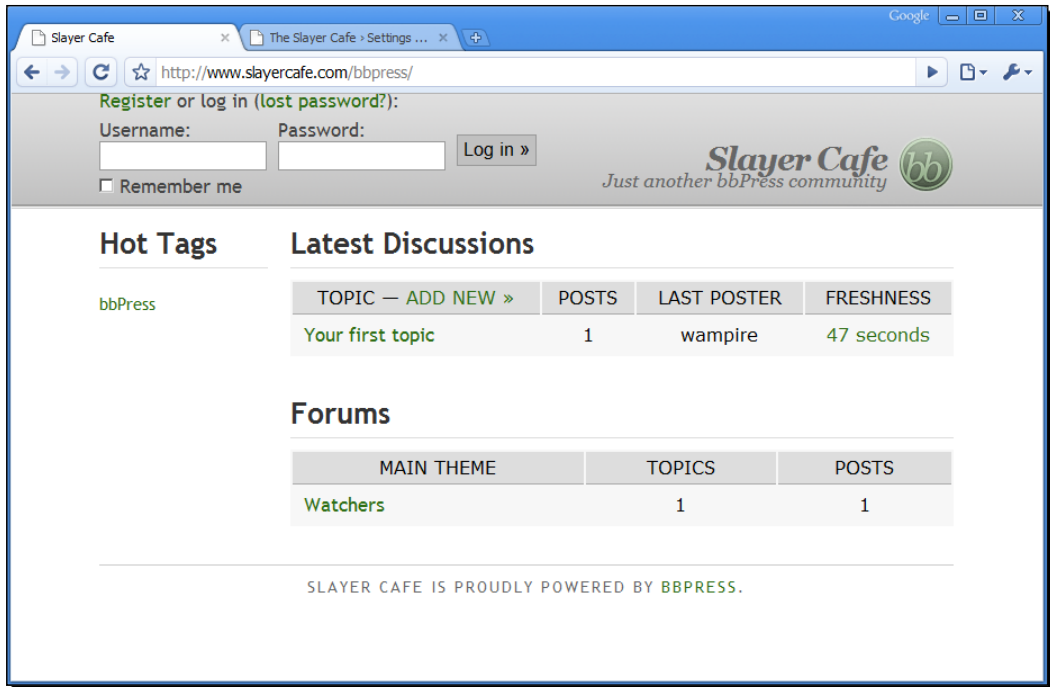 Google
Slayer Cafe
The Slayer Cafe › Settings ...
http://www.slayercafe.com/bbpress/
Register or log in (lost password?):
Username: Password:
Log in »
Remember me
Slayer Cafe
Just another bbPress community
bb
Hot Tags
bbPress
Latest Discussions
TOPIC — ADD NEW » POSTS LAST POSTER FRESHNESS
Your first topic 1 wampire 47 seconds
Forums
MAIN THEME TOPICS POSTS
Watchers 1 1
SLAYER CAFE IS PROUDLY POWERED BY BBPRESS.